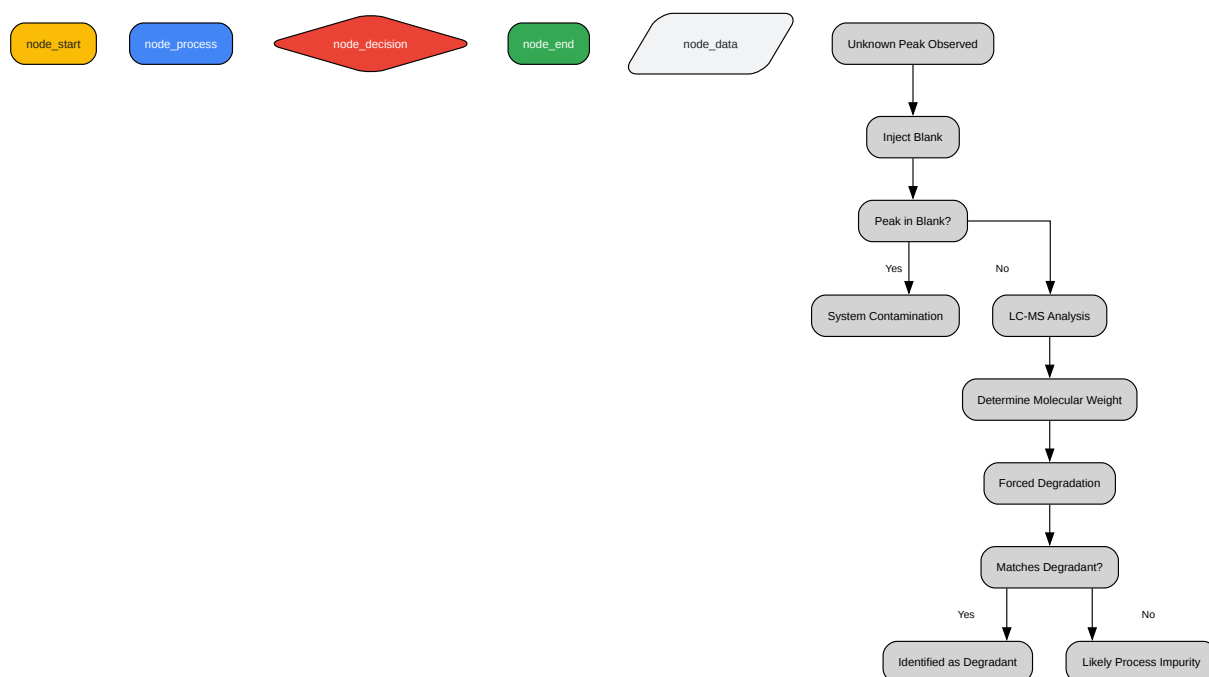 node_start
node_process
node_decision
node_end
node_data
Unknown Peak Observed
Inject Blank
Peak in Blank?
Yes
No
System Contamination
LC-MS Analysis
Determine Molecular Weight
Forced Degradation
Matches Degradant?
Yes
No
Identified as Degradant
Likely Process Impurity